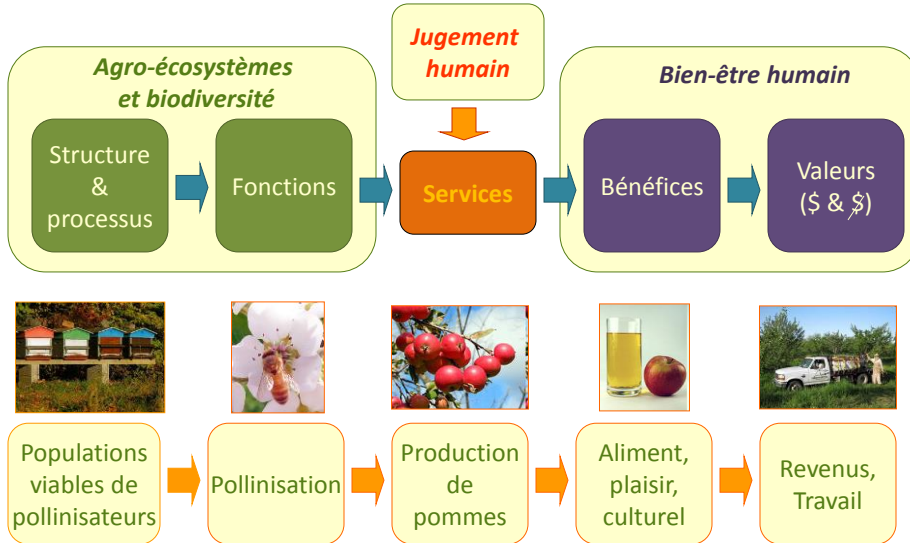 Jugement
humain
Agro-écosystèmes
et biodiversité
Bien-être humain
Structure
&
processus
Fonctions
Services
Bénéfices
Valeurs
($ & $)
Populations
viables de
pollinisateurs
Pollinisation
Production
de
pommes
Aliment,
plaisir,
culturel
Revenus,
Travail